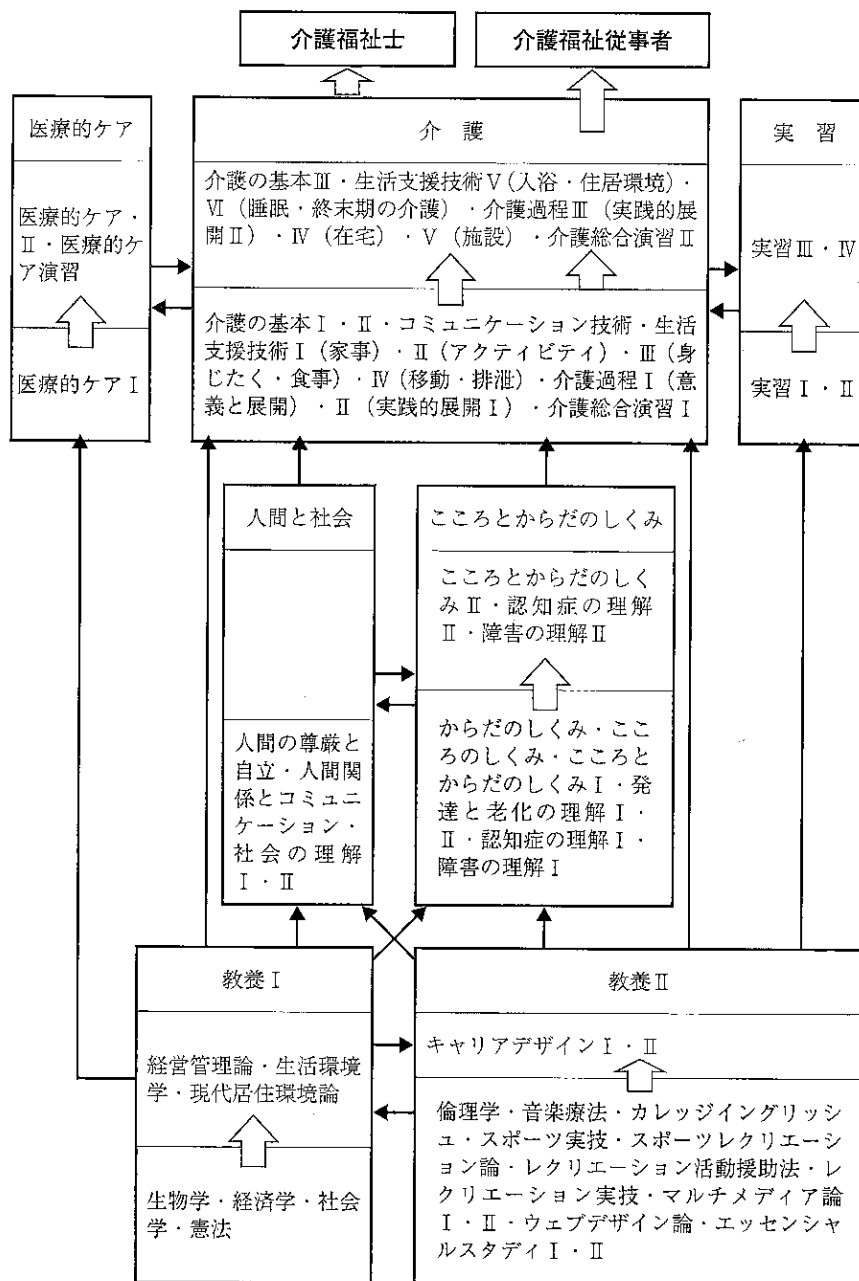 介護福祉士
介護福祉従事者
医療的ケア
医療的ケア・
Ⅱ・医療的ケ
ア演習
医療的ケアⅠ
介 護
介護の基本Ⅲ・生活支援技術Ⅴ(入浴・住居環境)・
Ⅵ(睡眠・終末期の介護)・介護過程Ⅲ(実践的展
開Ⅱ)・Ⅳ(在宅)・Ⅴ(施設)・介護総合演習Ⅱ
介護の基本Ⅰ・Ⅱ・コミュニケーション技術・生活
支援技術Ⅰ(家事)・Ⅱ(アクティビティ)・Ⅲ(身
じたく・食事)・Ⅳ(移動・排泄)・介護過程Ⅰ(意
義と展開)・Ⅱ(実践的展開Ⅰ)・介護総合演習Ⅰ
実 習
実習Ⅲ・Ⅳ
実習Ⅰ・Ⅱ
人間と社会
人間の尊厳と
自立・人間関
係とコミュニ
ケーション・
社会の理解
Ⅰ・Ⅱ
こころとからだのしくみ
こころとからだのしく
みⅡ・認知症の理解
Ⅱ・障害の理解Ⅱ
からだのしくみ・ここ
ろのしくみ・こころと
からだのしくみⅠ・発
達と老化の理解Ⅰ・
Ⅱ・認知症の理解Ⅰ・
障害の理解Ⅰ
教養Ⅰ
経営管理論・生活環境
学・現代居住環境論
生物学・経済学・社会
学・憲法
教養Ⅱ
キャリアデザインⅠ・Ⅱ
倫理学・音楽療法・カレッジイングリッ
シュ・スポーツ実技・スポーツレクリエーシ
ョン論・レクリエーション活動援助法・レ
クリエーション実技・マルチメディア論
Ⅰ・Ⅱ・ウェブデザイン論・エッセンシャ
ルスタディⅠ・Ⅱ